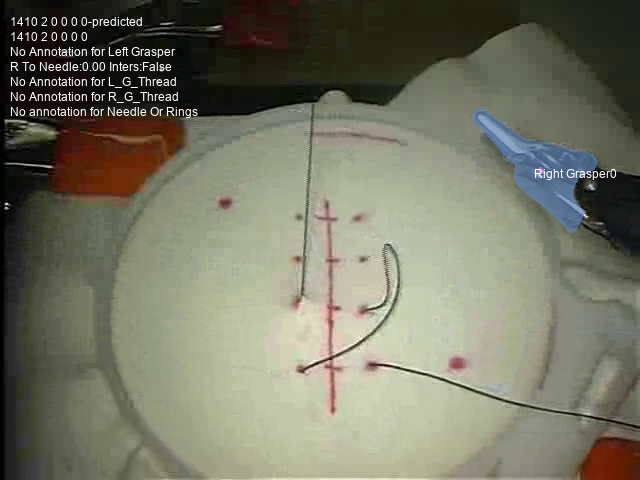 1410 2 0 0 0 0-predicted
1410 2 0 0 0 0
No Annotation for Left Grasper
R To Needle:0.00 Inters:False
No Annotation for L_G_Thread
No Annotation for R_G_Thread
No annotation for Needle Or Rings
Right Grasper0